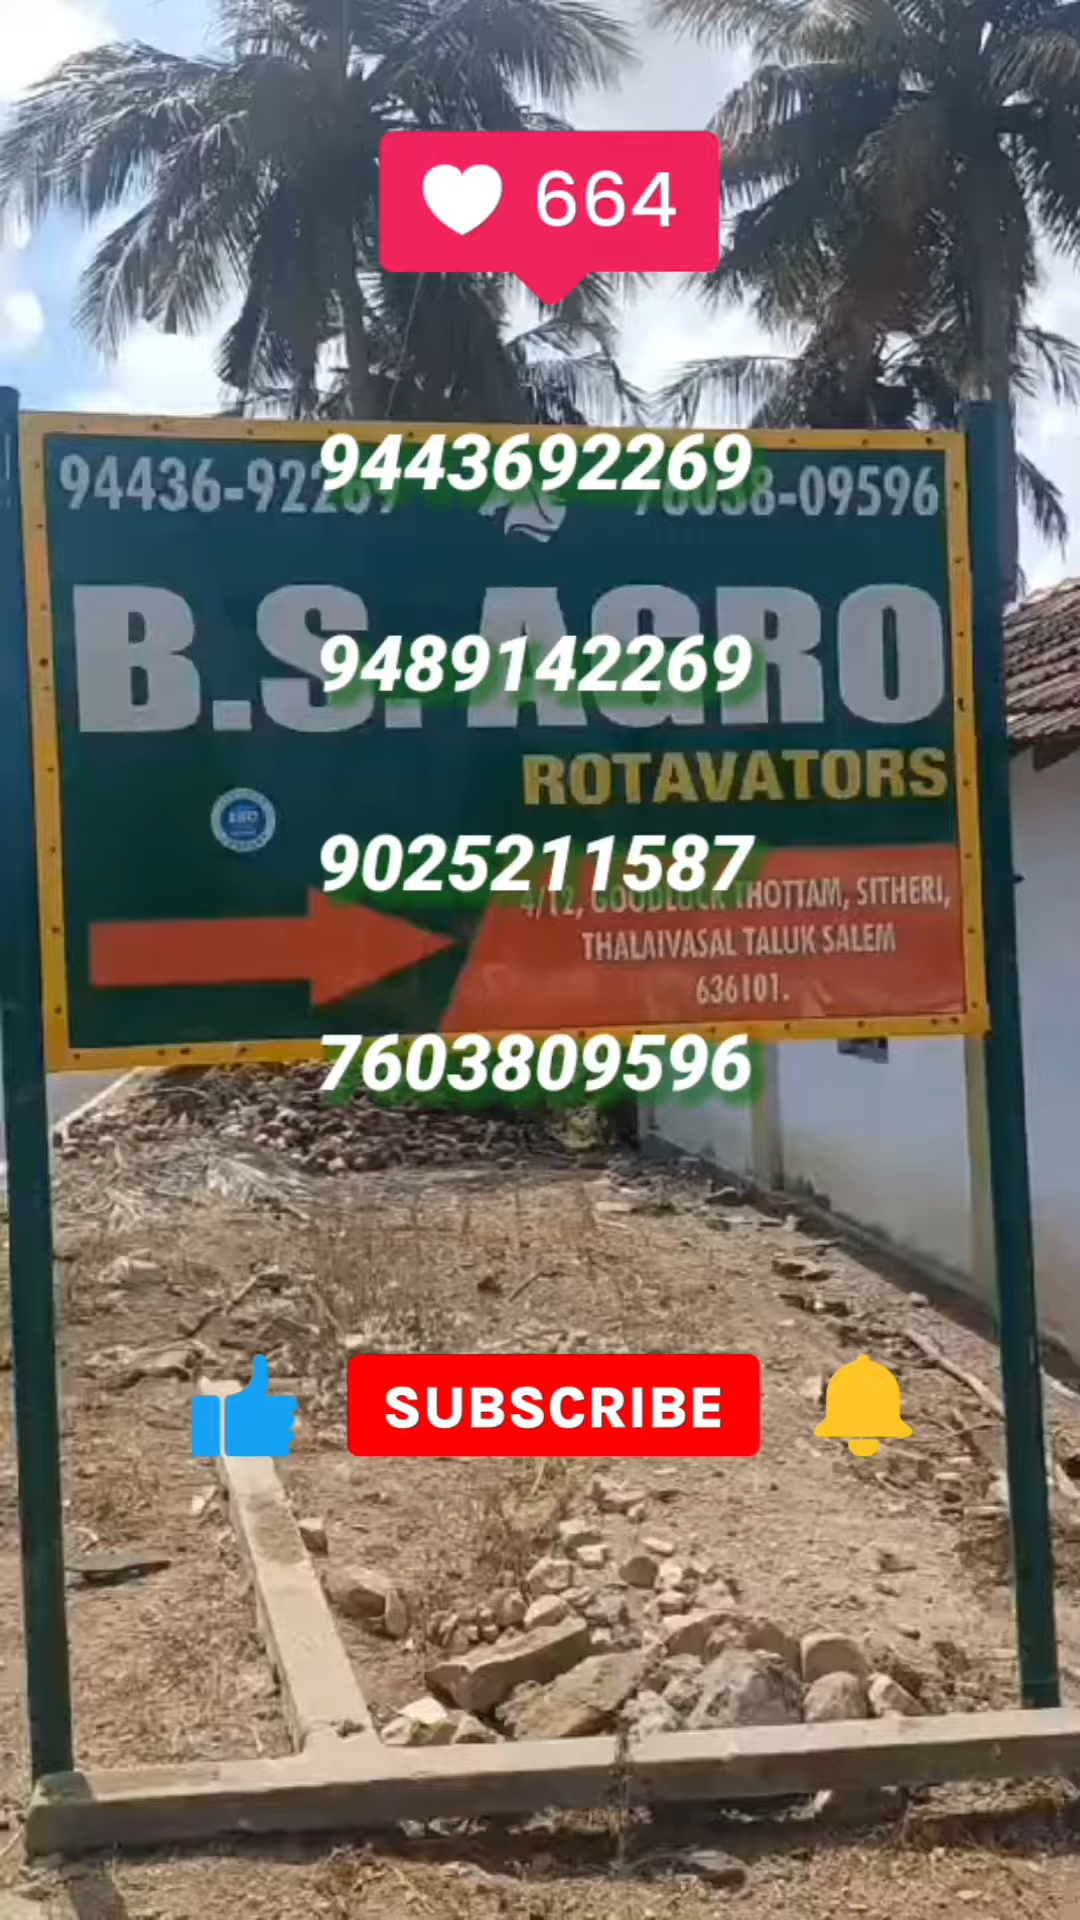 664
94436-92269
76038-09596
9443692269
B.S. AGRO
9489142269
ROTAVATORS
9025211587
4/12, GOODLUCK THOTTAM, SITHERI,
THALAIVASAL TALUK SALEM
636101.
7603809596
SUBSCRIBE